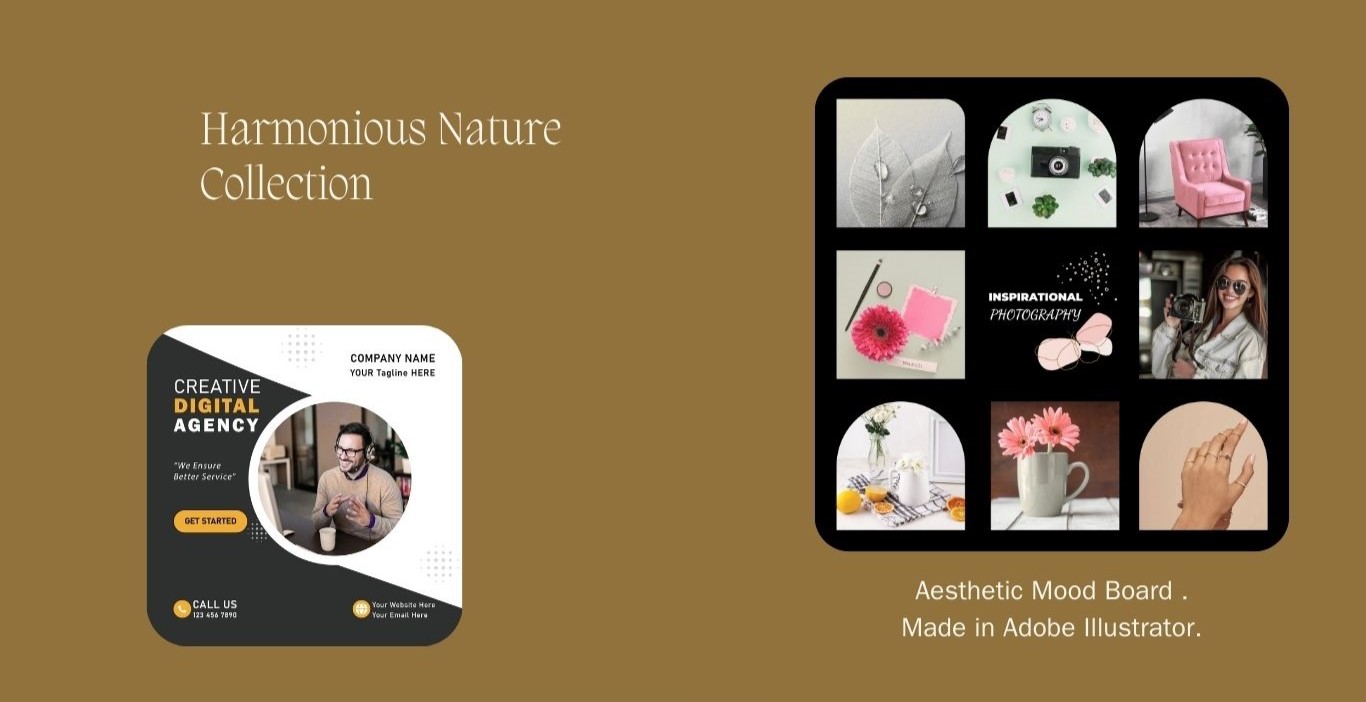 Harmonious Nature
Collection
COMPANY NAME
YOUR Tagline HERE
CREATIVE
DIGITAL
AGENCY
"We Ensure
Better Service"
GET STARTED
CALL US
123 456 7890
Your Website Here
Your Email Here
INSPIRATIONAL
PHOTOGRAPHY
Aesthetic Mood Board .
Made in Adobe Illustrator.